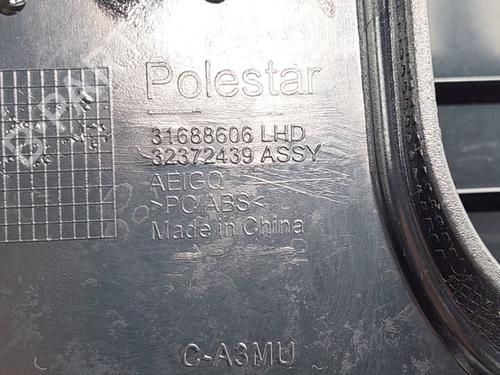 Polestar
31688606 LHD
32372439 ASSY
AEIGQ
>PC/ABS<
Made in China
C-A3MU